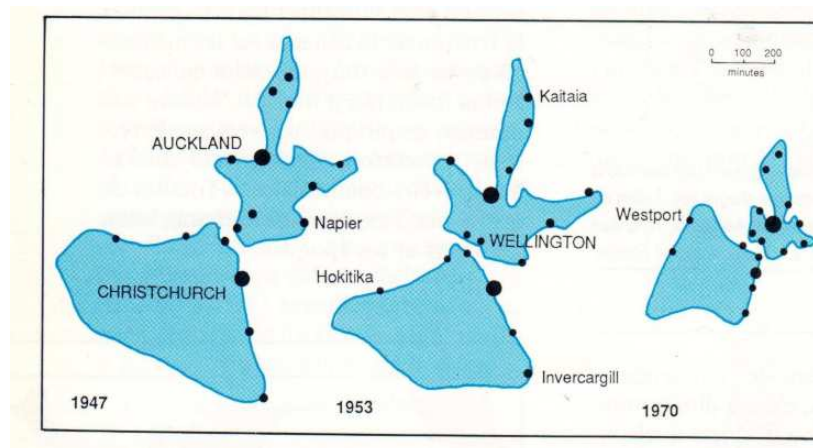 0 100 200
minutes
Kaitaia
AUCKLAND
Napier
WELLINGTON
Westport
Hokitika
CHRISTCHURCH
Invercargill
1947
1953
1970